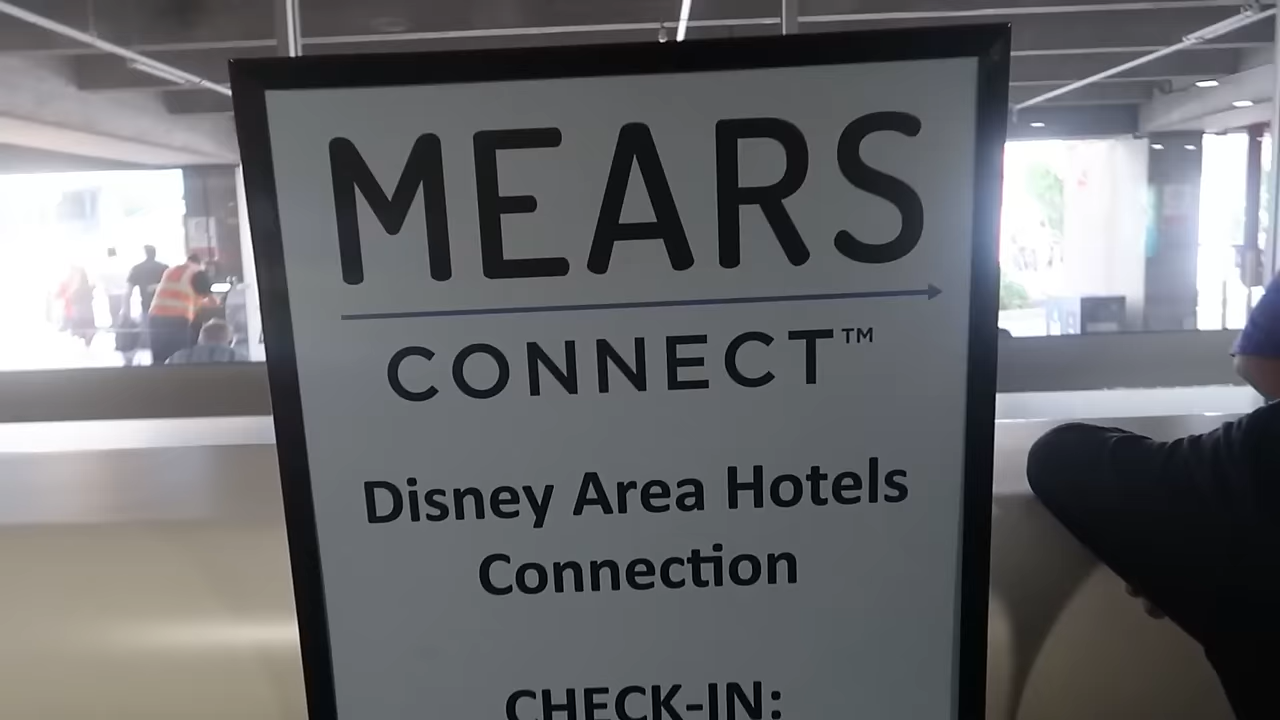 MEARS
CONNECT™
Disney Area Hotels
Connection
CHECK-IN: